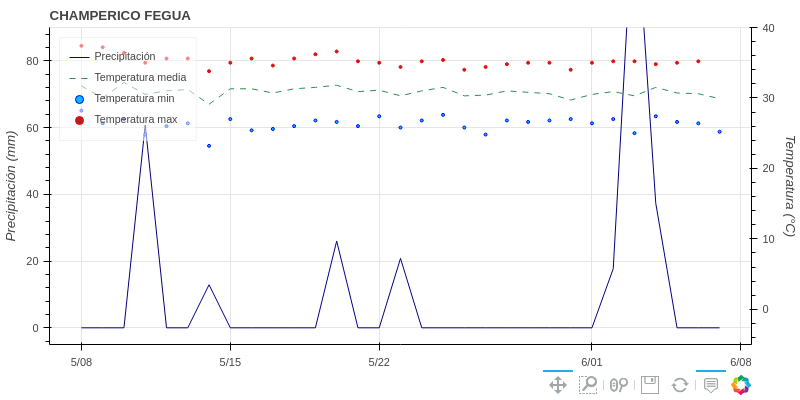 CHAMPERICO FEGUA
Precipitación
Temperatura media
Temperatura min
Temperatura max
Precipitación (mm)
80
60
40
20
0
Temperatura (°C)
40
30
20
10
0
5/08 5/15 5/22 6/01 6/08